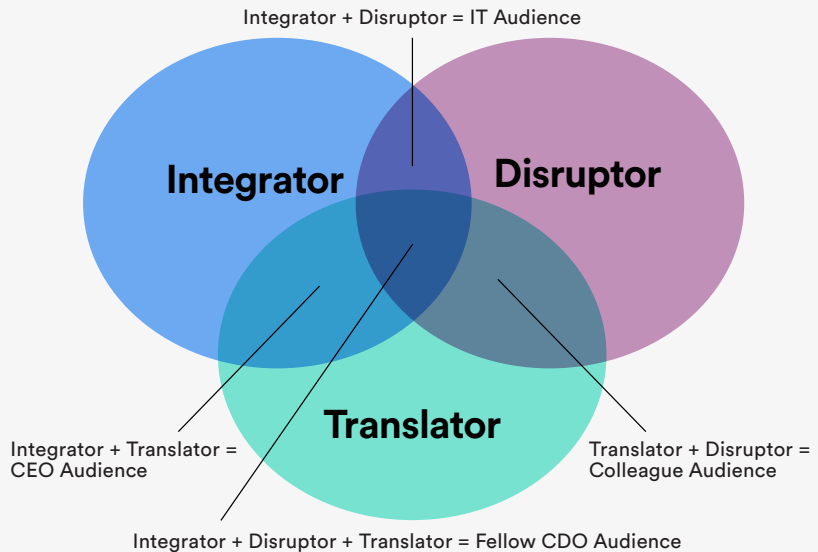 Integrator + Disruptor = IT Audience
Integrator
Disruptor
Translator
Integrator + Translator =
CEO Audience
Translator + Disruptor =
Colleague Audience
Integrator + Disruptor + Translator = Fellow CDO Audience